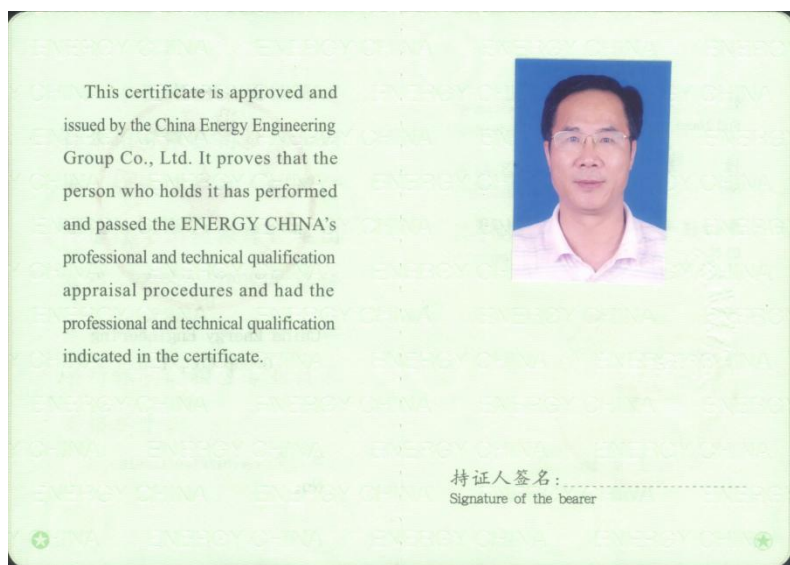 This certificate is approved and
issued by the China Energy Engineering
Group Co., Ltd. It proves that the
person who holds it has performed
and passed the ENERGY CHINA's
professional and technical qualification
appraisal procedures and had the
professional and technical qualification
indicated in the certificate.
持证人签名:
Signature of the bearer